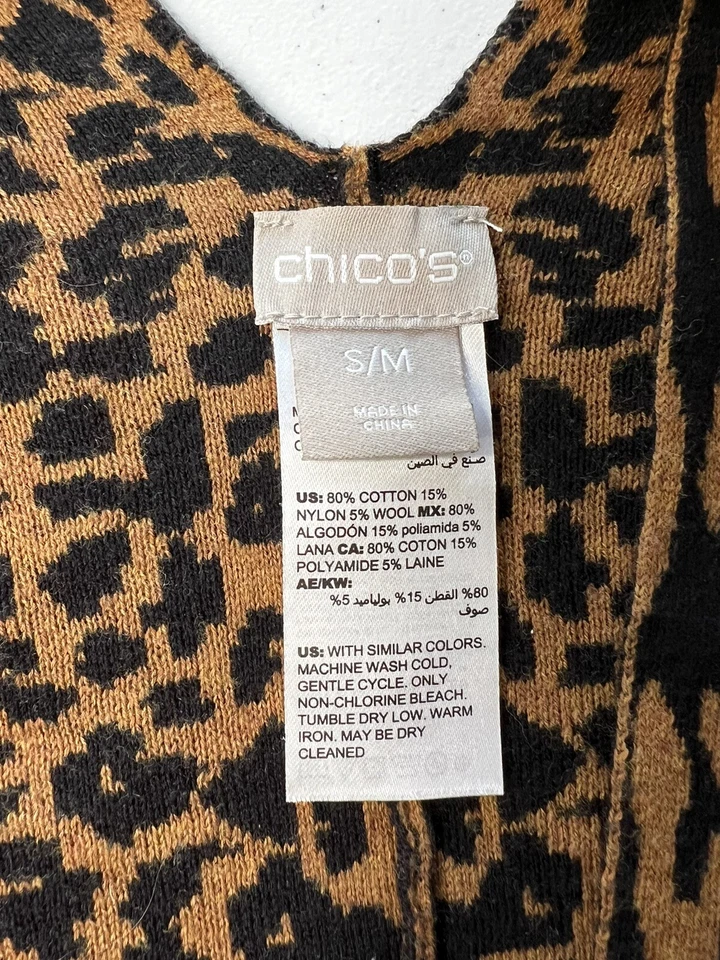 chico's®
S/M
MADE IN
CHINA
صنع في الصين
US: 80% COTTON 15%
NYLON 5% WOOL MX: 80%
ALGODÓN 15% poliamida 5%
LANA CA: 80% COTON 15%
POLYAMIDE 5% LAINE
AE/KW:
80% القطن 15% بولياميد 5%
صوف
US: WITH SIMILAR COLORS.
MACHINE WASH COLD,
GENTLE CYCLE. ONLY
NON-CHLORINE BLEACH.
TUMBLE DRY LOW. WARM
IRON. MAY BE DRY
CLEANED